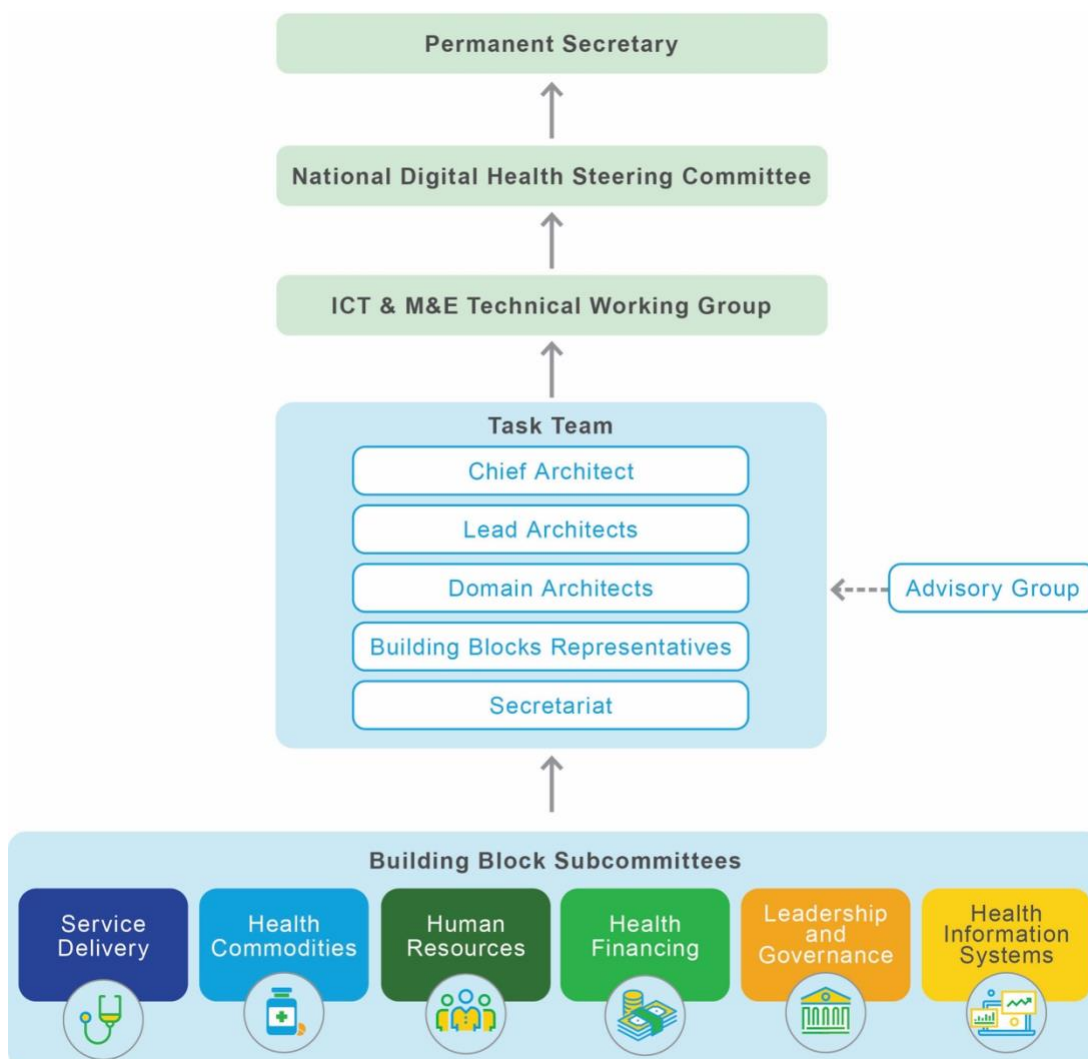 Permanent Secretary
National Digital Health Steering Committee
ICT & M&E Technical Working Group
Task Team
Chief Architect
Lead Architects
Domain Architects
Building Blocks Representatives
Secretariat
Advisory Group
Building Block Subcommittees
Service
Delivery
Health
Commodities
Human
Resources
Health
Financing
Leadership
and
Governance
Health
Information
Systems